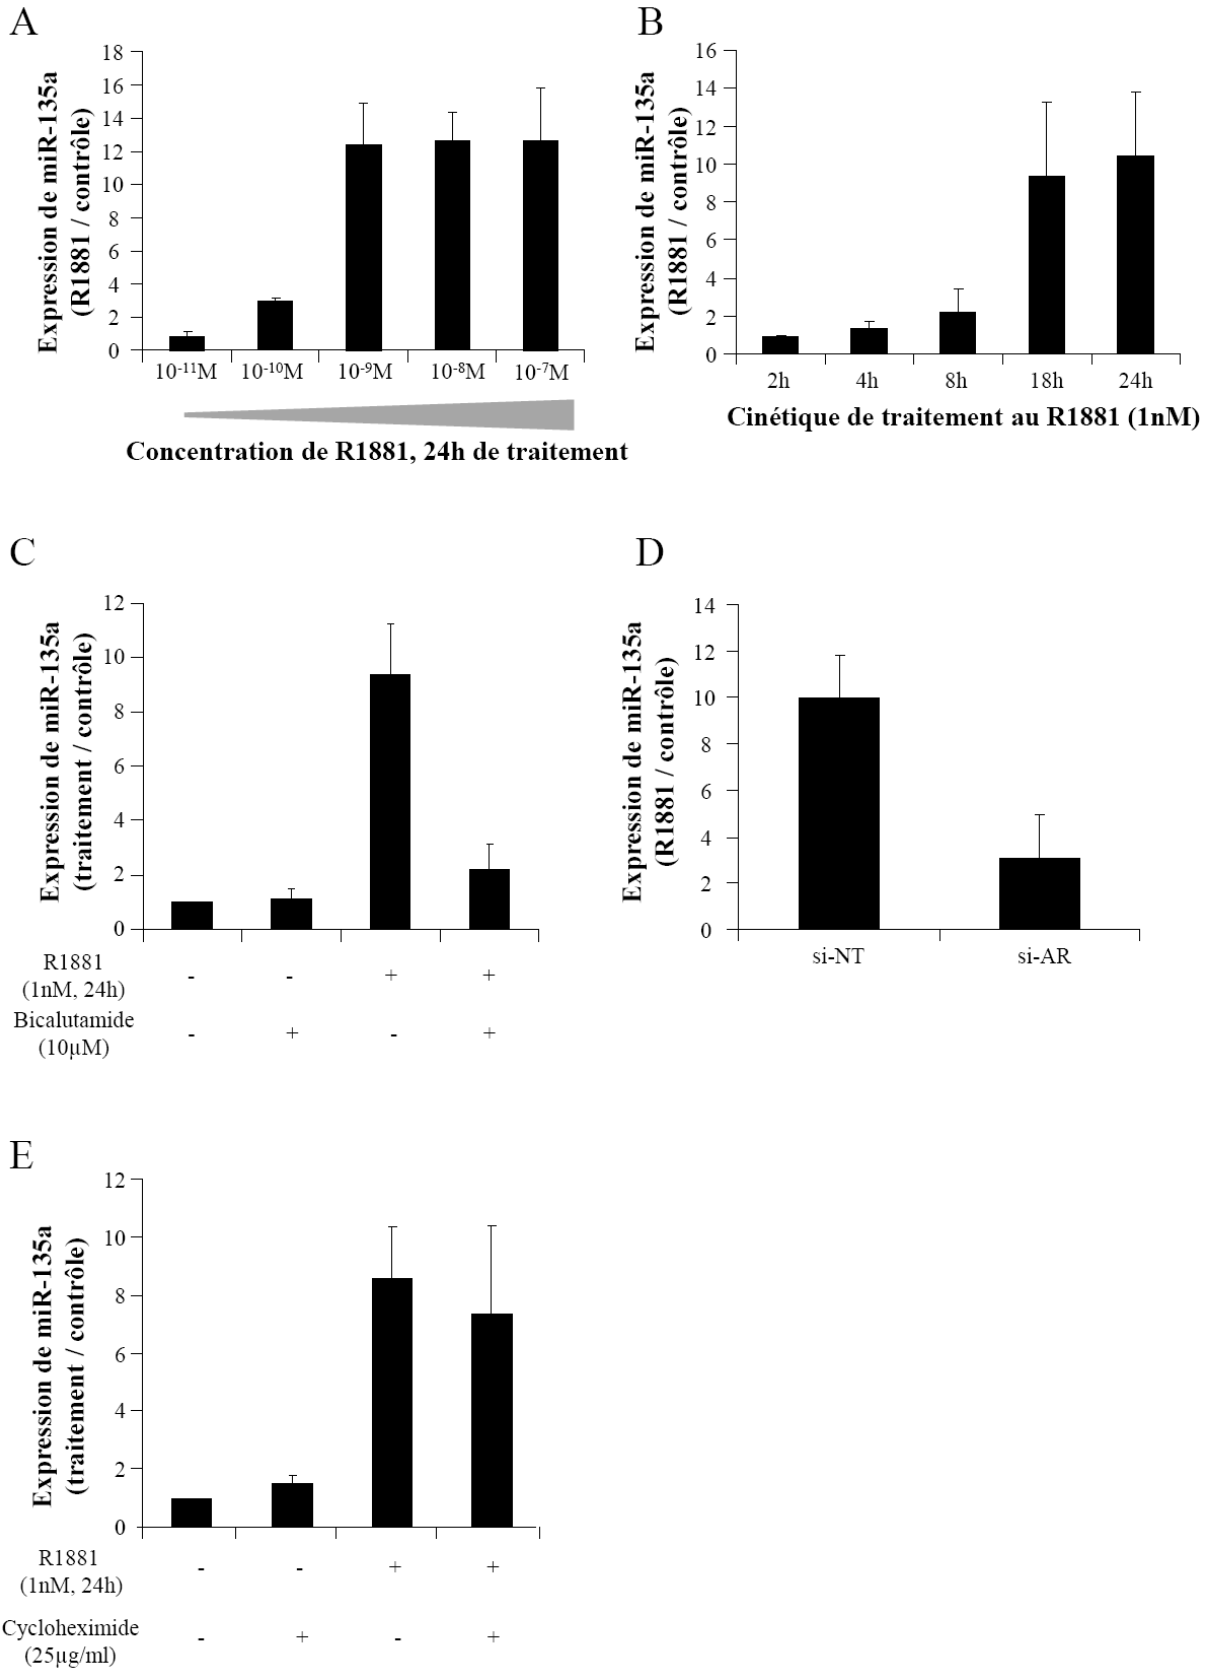 A
Expression de miR-135a
(R1881 / contrôle)
18
16
14
12
10
8
6
4
2
0
10-11M 10-10M 10-9M 10-8M 10-7M
Concentration de R1881, 24h de traitement
B
Expression de miR-135a
(R1881 / contrôle)
16
14
12
10
8
6
4
2
0
2h 4h 8h 18h 24h
Cinétique de traitement au R1881 (1nM)
C
Expression de miR-135a
(traitement / contrôle)
12
10
8
6
4
2
0
R1881
(1nM, 24h)
- - + +
Bicalutamide
(10µM)
- + - +
D
Expression de miR-135a
(R1881 / contrôle)
14
12
10
8
6
4
2
0
si-NT si-AR
E
Expression de miR-135a
(traitement / contrôle)
12
10
8
6
4
2
0
R1881
(1nM, 24h)
- - + +
Cycloheximide
(25µg/ml)
- + - +